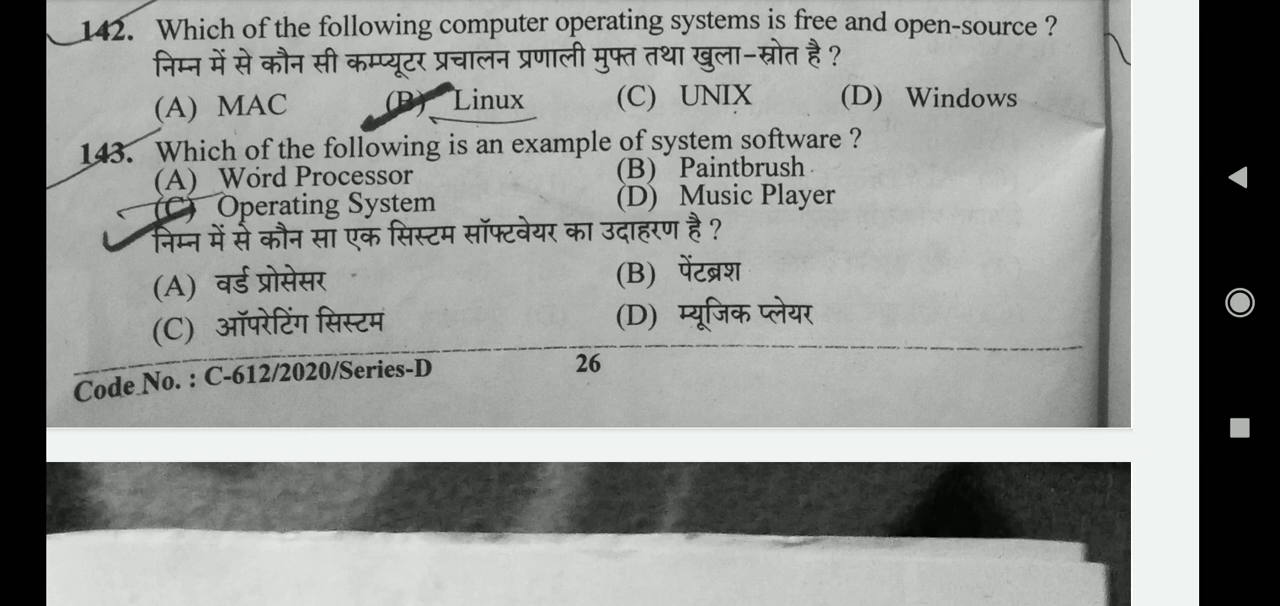 142. Which of the following computer operating systems is free and open-source ?
निम्न में से कौन सी कम्प्यूटर प्रचालन प्रणाली मुफ्त तथा खुला-स्रोत है ?
(A) MAC (B) Linux (C) UNIX (D) Windows
143. Which of the following is an example of system software ?
(A) Word Processor (B) Paintbrush
(C) Operating System (D) Music Player
निम्न में से कौन सा एक सिस्टम सॉफ्टवेयर का उदाहरण है ?
(A) वर्ड प्रोसेसर (B) पेंटब्रश
(C) ऑपरेटिंग सिस्टम (D) म्यूजिक प्लेयर
Code No. : C-612/2020/Series-D 26